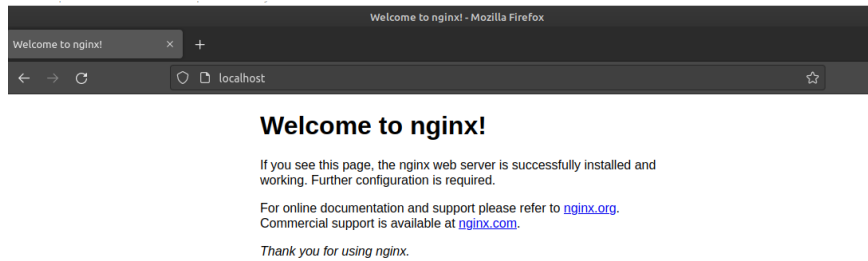 Welcome to nginx! - Mozilla Firefox
Welcome to nginx!
localhost
Welcome to nginx!
If you see this page, the nginx web server is successfully installed and
working. Further configuration is required.
For online documentation and support please refer to nginx.org.
Commercial support is available at nginx.com.
Thank you for using nginx.